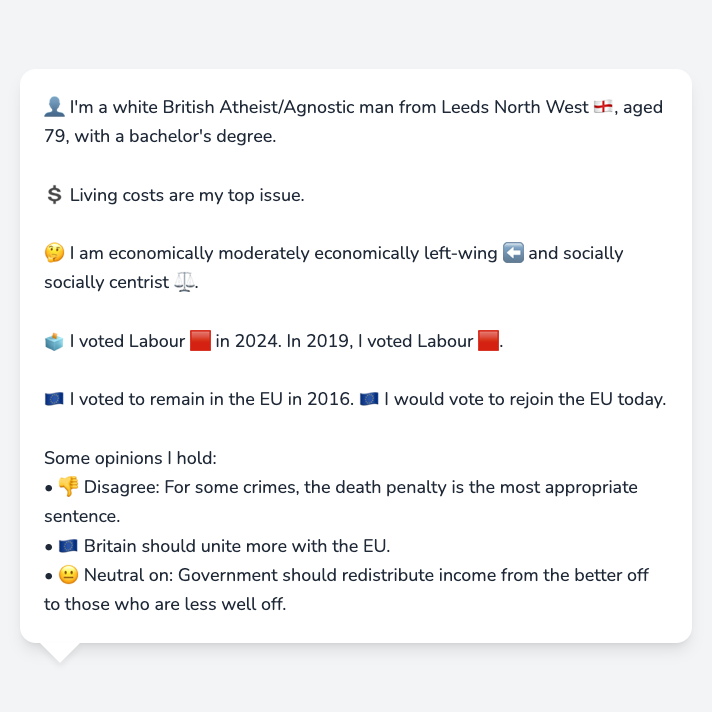 👤 I'm a white British Atheist/Agnostic man from Leeds North West 🏴󠁧󠁢󠁥󠁮󠁧󠁿, aged
79, with a bachelor's degree.
💲 Living costs are my top issue.
🤔 I am economically moderately economically left-wing ⬅️ and socially
socially centrist ⚖️.
🗳️ I voted Labour 🟥 in 2024. In 2019, I voted Labour 🟥.
🇪🇺 I voted to remain in the EU in 2016. 🇪🇺 I would vote to rejoin the EU today.
Some opinions I hold:
• 👎 Disagree: For some crimes, the death penalty is the most appropriate
sentence.
• 🇪🇺 Britain should unite more with the EU.
• 😐 Neutral on: Government should redistribute income from the better off
to those who are less well off.